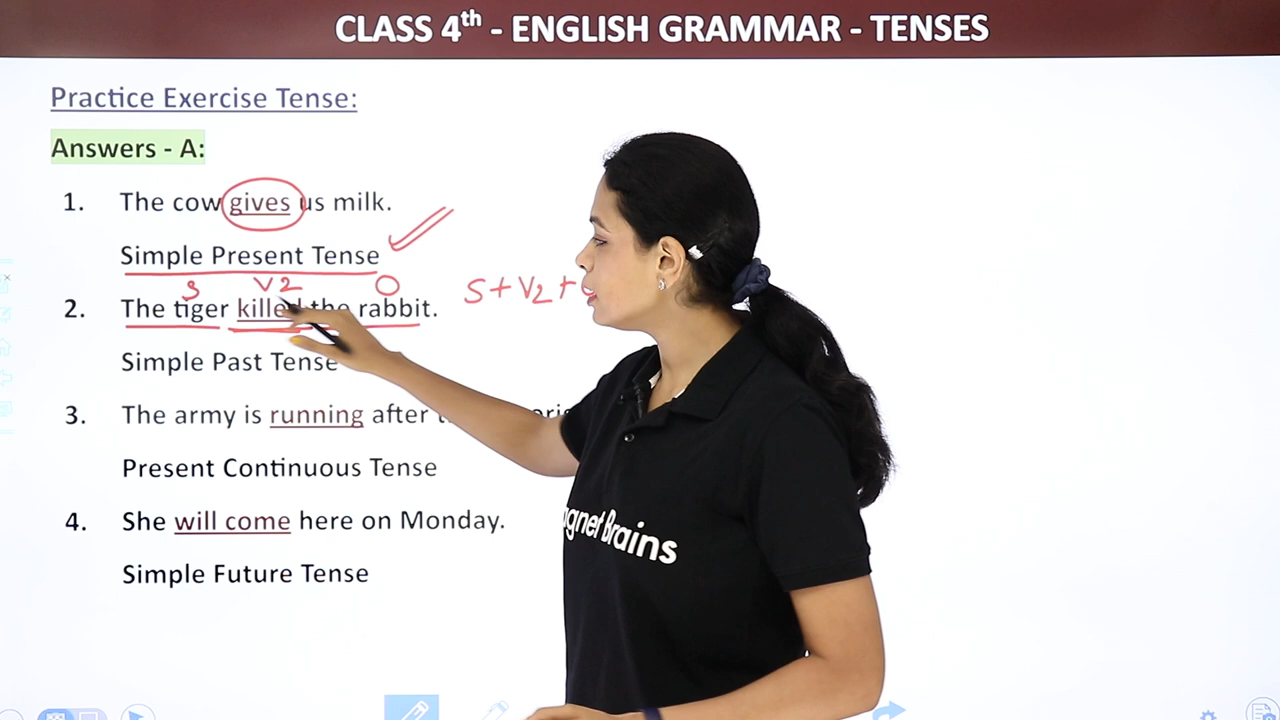 CLASS 4th - ENGLISH GRAMMAR - TENSES
Practice Exercise Tense:
Answers - A:
1. The cow gives us milk.
Simple Present Tense
S V2 O S+V2+
2. The tiger killed the rabbit.
Simple Past Tense
3. The army is running after
Present Continuous Tense
4. She will come here on Monday.
Simple Future Tense
Brains